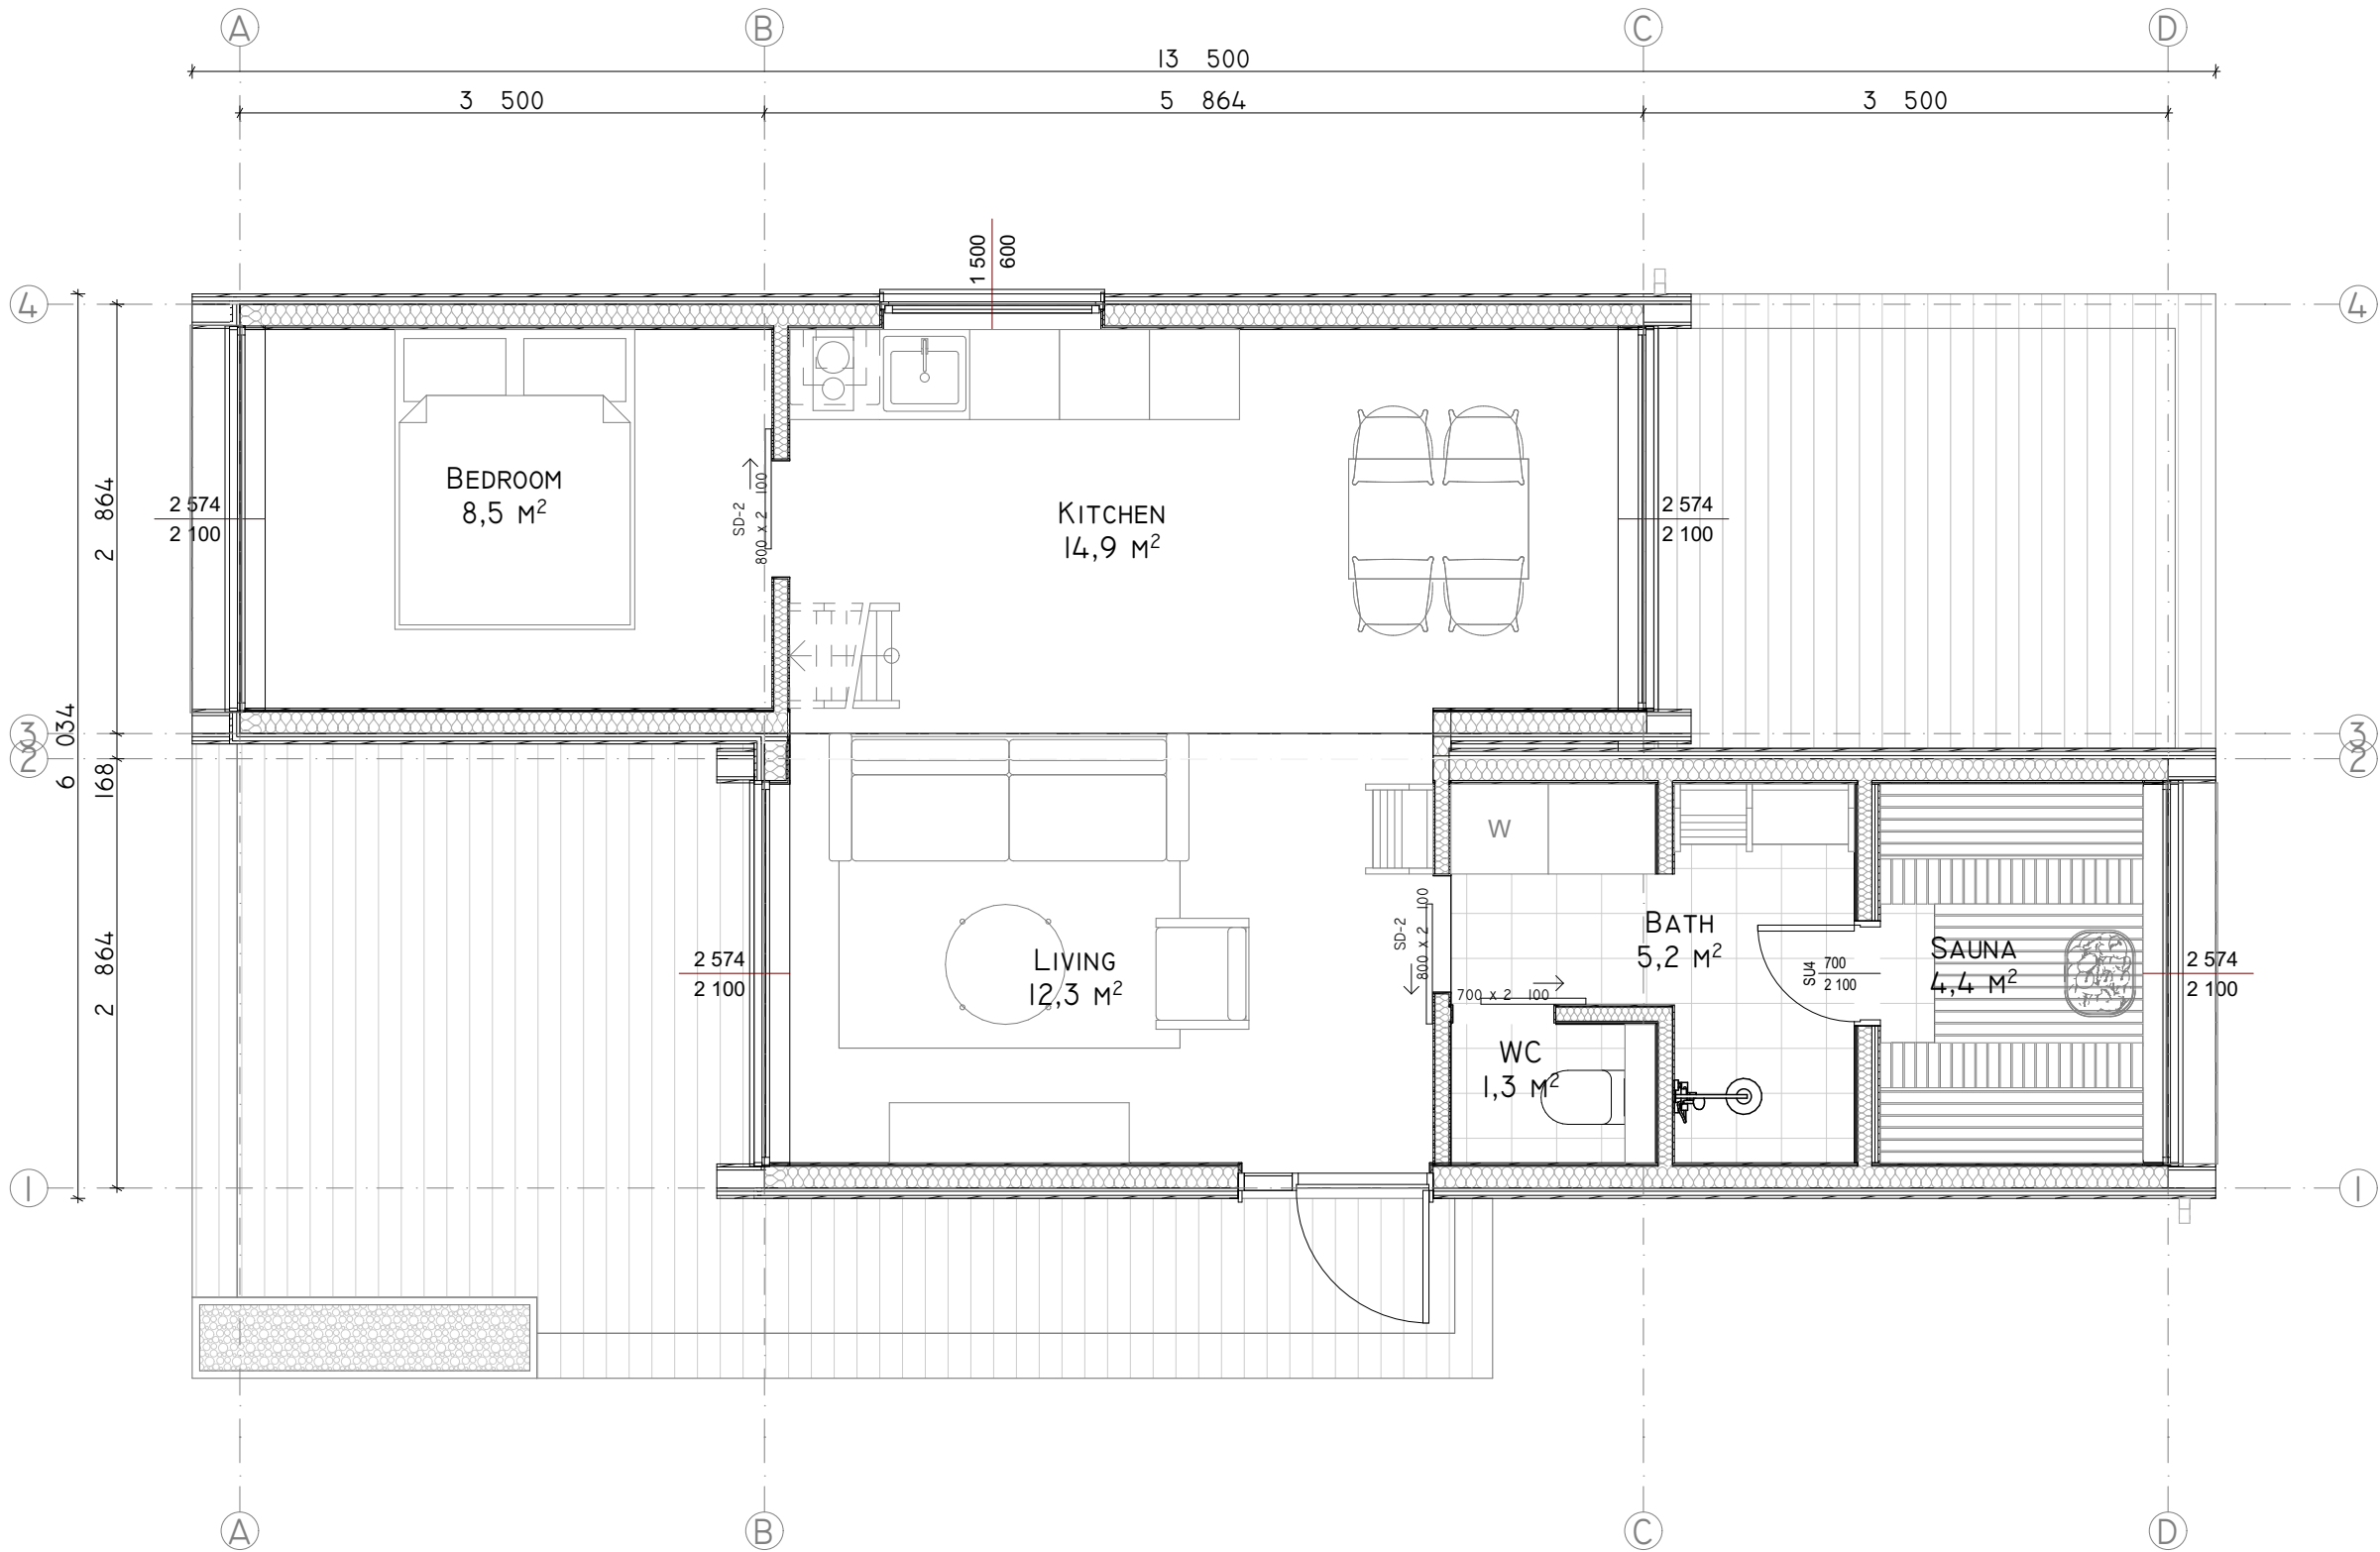 A B C D
13 500
3 500 5 864 3 500
1 500
600
4 4
BEDROOM
8,5 M²
2 574
2 100
SD-2
800 x 2 100
KITCHEN
14,9 M²
2 574
2 100
2 864
6 034
3 3
2 2
168
W
2 864
2 574
2 100
LIVING
12,3 M²
SD-2
800 x 2 100
BATH
5,2 M²
700 x 2 100
SU4
700
2 100
SAUNA
4,4 M²
2 574
2 100
WC
1,3 M²
1 1
A B C D